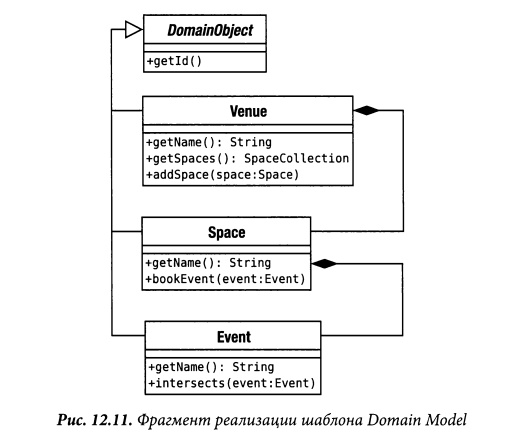 DomainObject
+getId()
Venue
+getName(): String
+getSpaces(): SpaceCollection
+addSpace(space:Space)
Space
+getName(): String
+bookEvent(event:Event)
Event
+getName(): String
+intersects(event:Event)
Рис. 12.11. Фрагмент реализации шаблона Domain Model